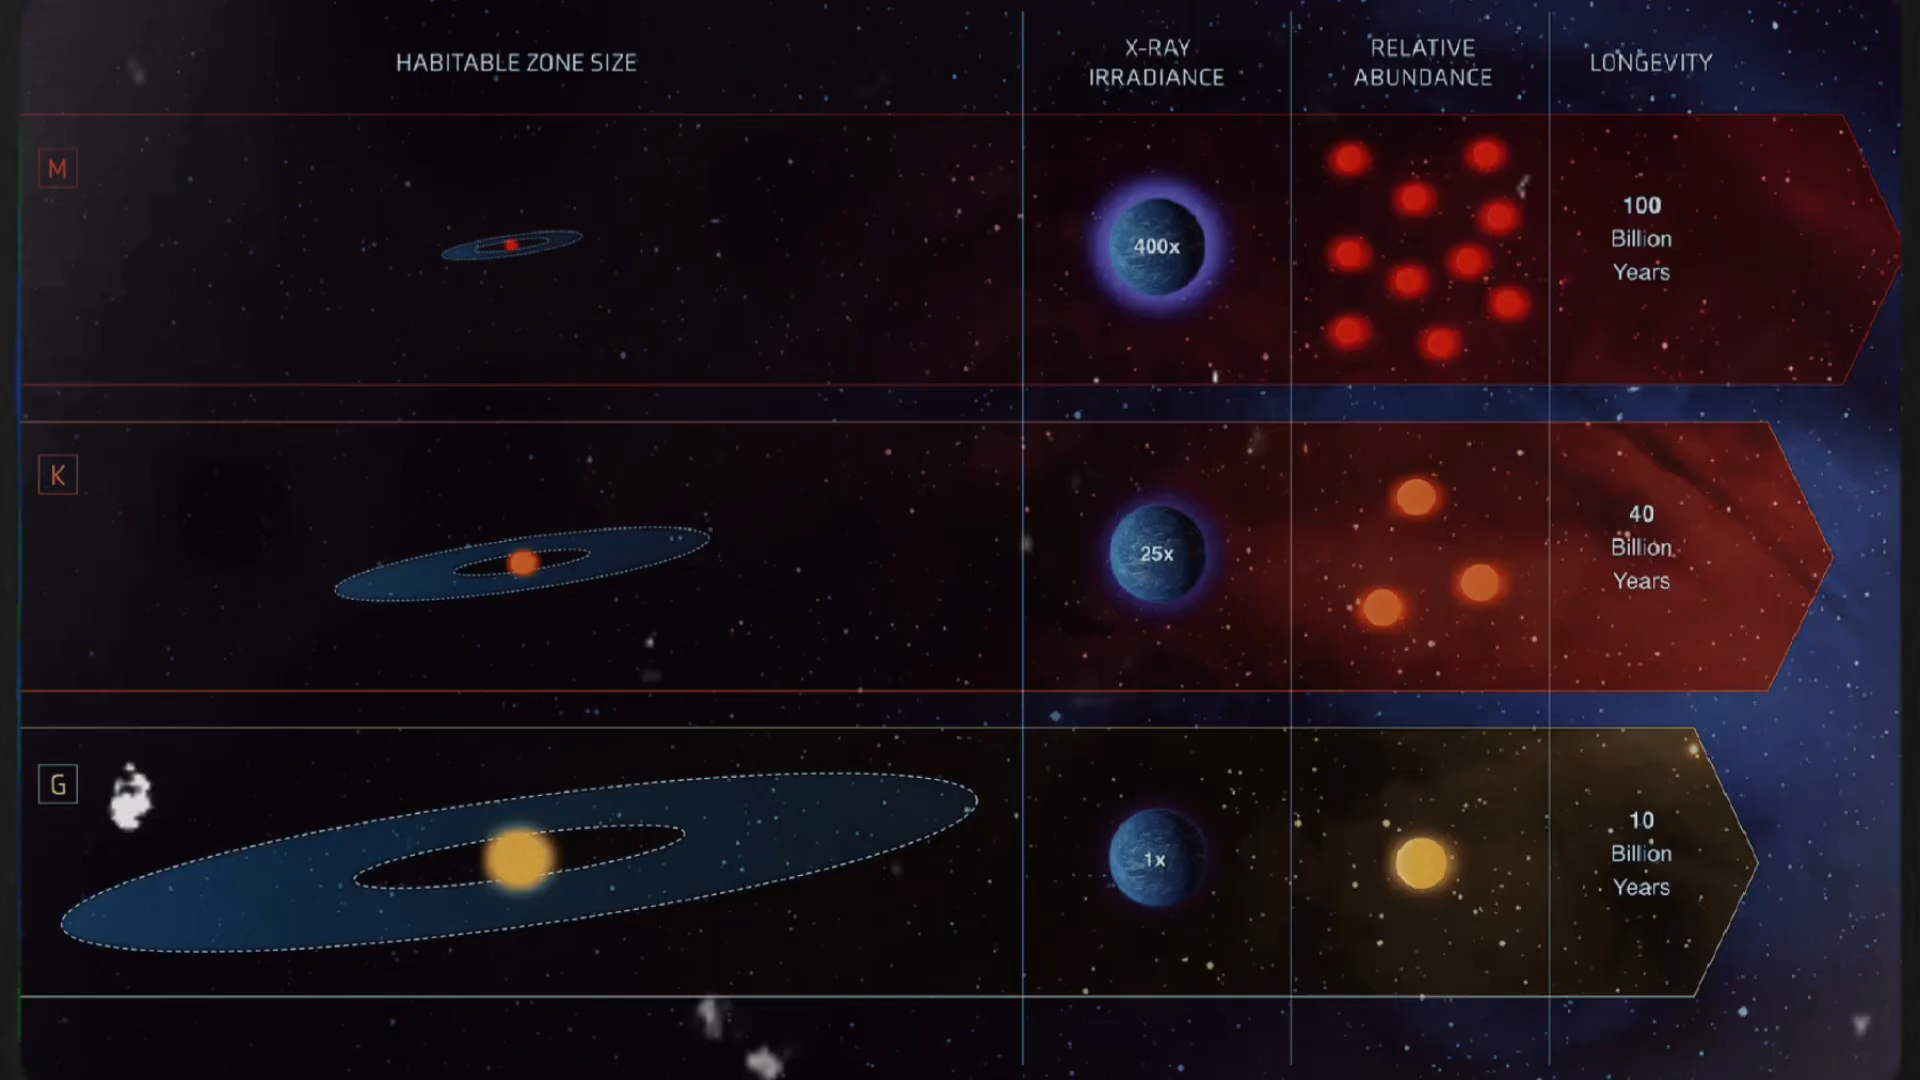 HABITABLE ZONE SIZE
X-RAY
IRRADIANCE
RELATIVE
ABUNDANCE
LONGEVITY
M
400x
100
Billion
Years
K
25x
40
Billion
Years
G
1x
10
Billion
Years